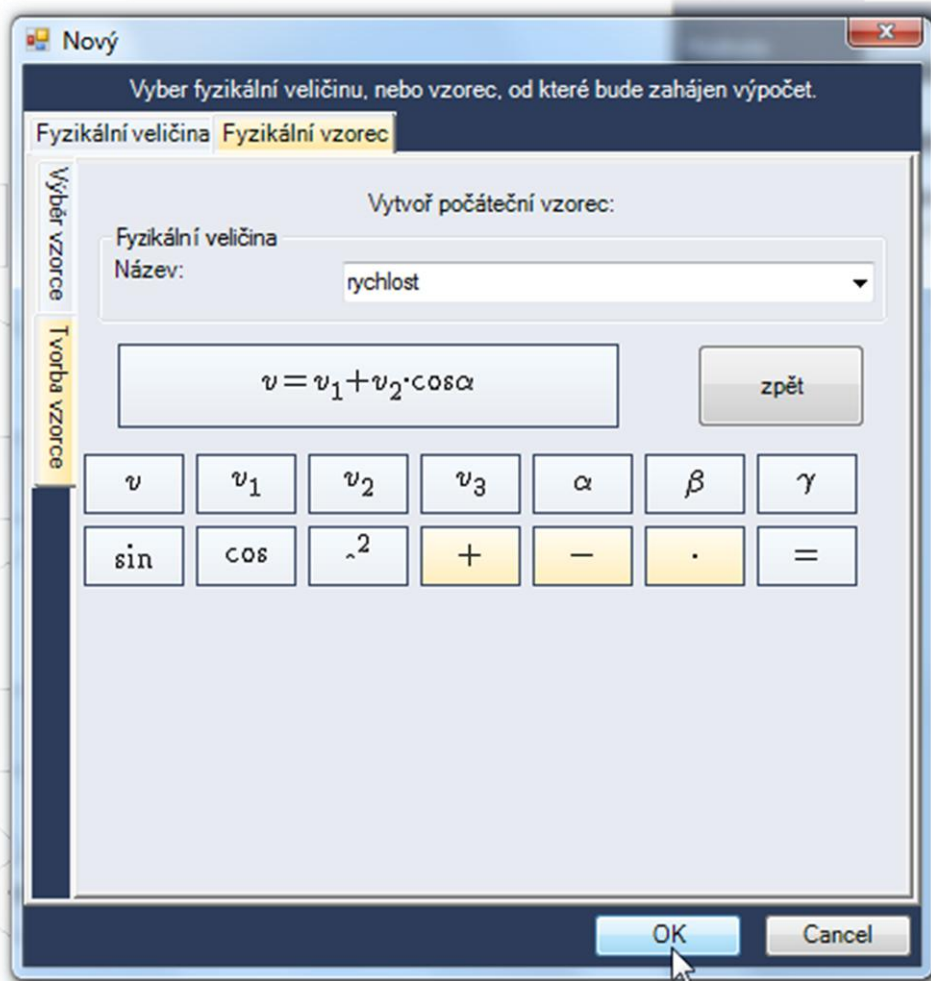 Nový
Vyber fyzikální veličinu, nebo vzorec, od které bude zahájen výpočet.
Fyzikální veličina Fyzikální vzorec
Výběr vzorce
Tvorba vzorce
Vytvoř počáteční vzorec:
Fyzikální veličina
Název: rychlost
v=v₁+v₂·cosα zpět
v v₁ v₂ v₃ α β γ
sin cos ^² + − · =
OK Cancel